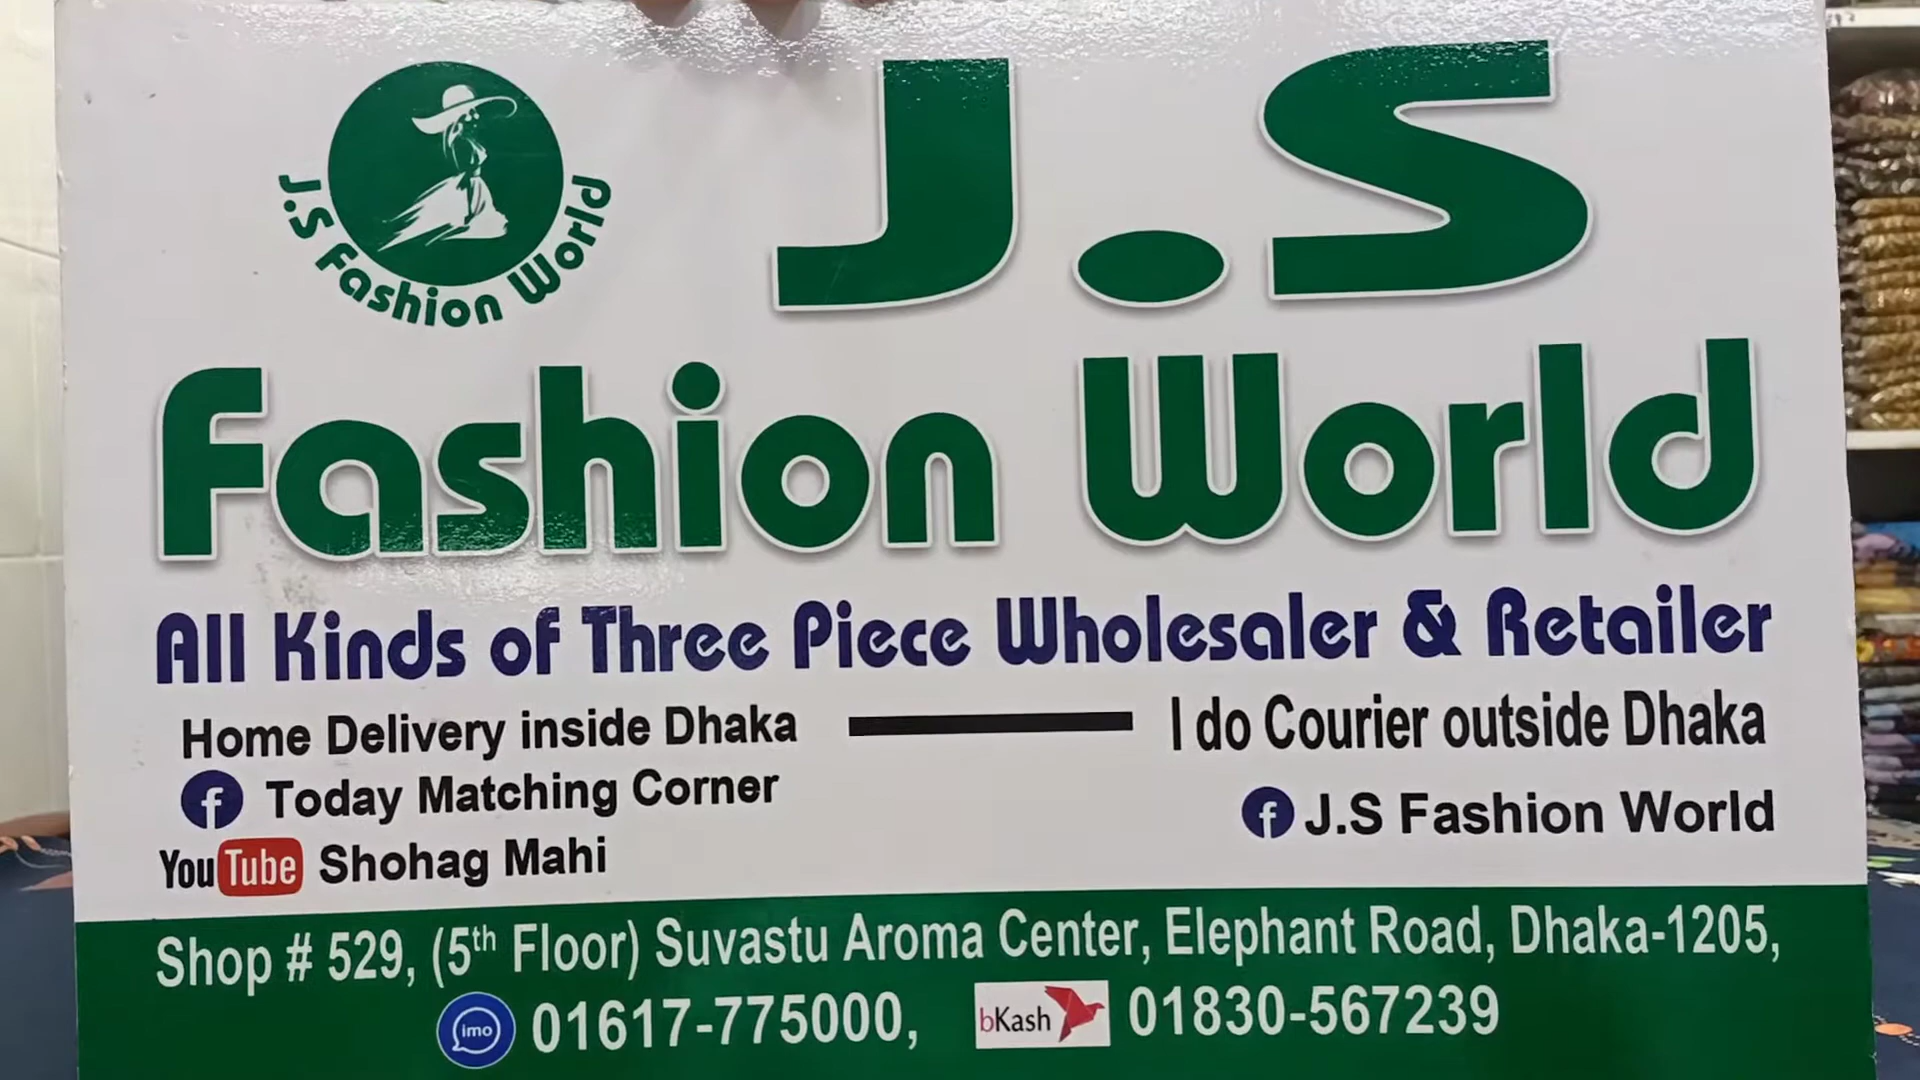 J.S Fashion World
J.S
Fashion World
All Kinds of Three Piece Wholesaler & Retailer
Home Delivery inside Dhaka — I do Courier outside Dhaka
f Today Matching Corner
f J.S Fashion World
YouTube Shohag Mahi
Shop # 529, (5th Floor) Suvastu Aroma Center, Elephant Road, Dhaka-1205,
imo 01617-775000, bKash 01830-567239